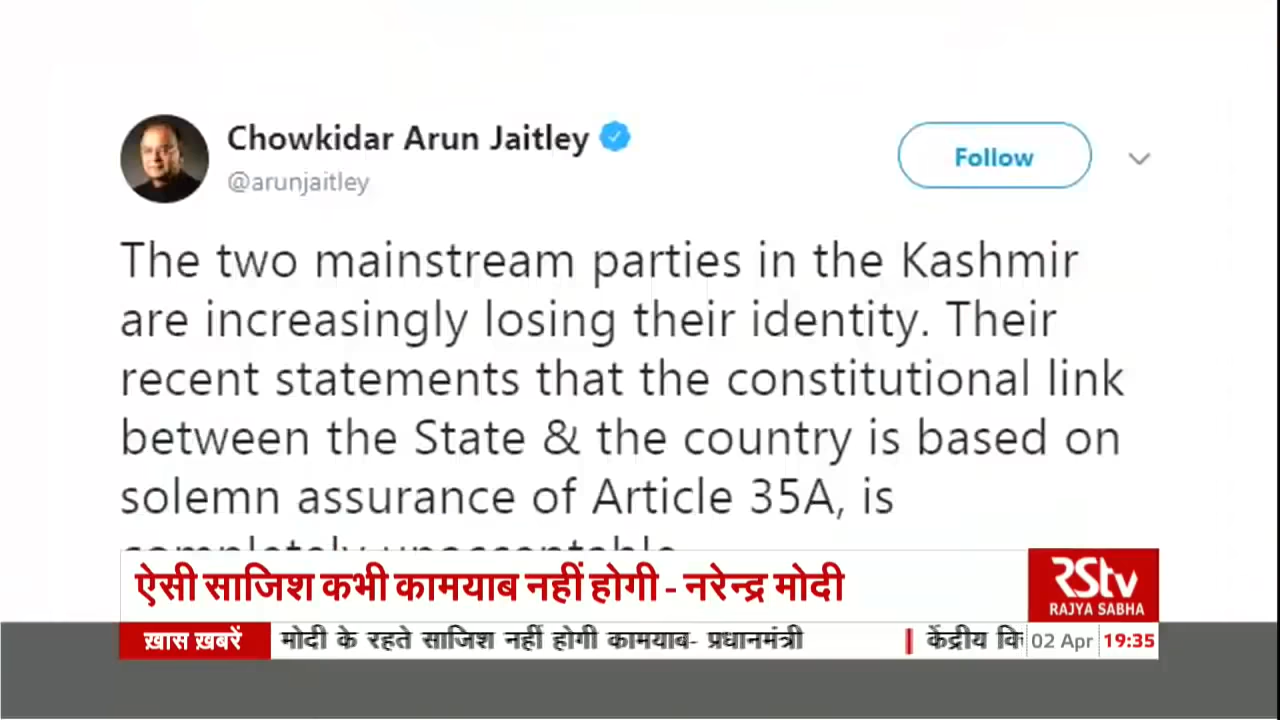 Chowkidar Arun Jaitley
@arunjaitley
Follow
The two mainstream parties in the Kashmir
are increasingly losing their identity. Their
recent statements that the constitutional link
between the State & the country is based on
solemn assurance of Article 35A, is
completely unacceptable.
ऐसी साजिश कभी कामयाब नहीं होगी - नरेन्द्र मोदी
RSTV
RAJYA SABHA
ख़ास ख़बरें मोदी के रहते साजिश नहीं होगी कामयाब- प्रधानमंत्री | केंद्रीय 02 Apr 19:35